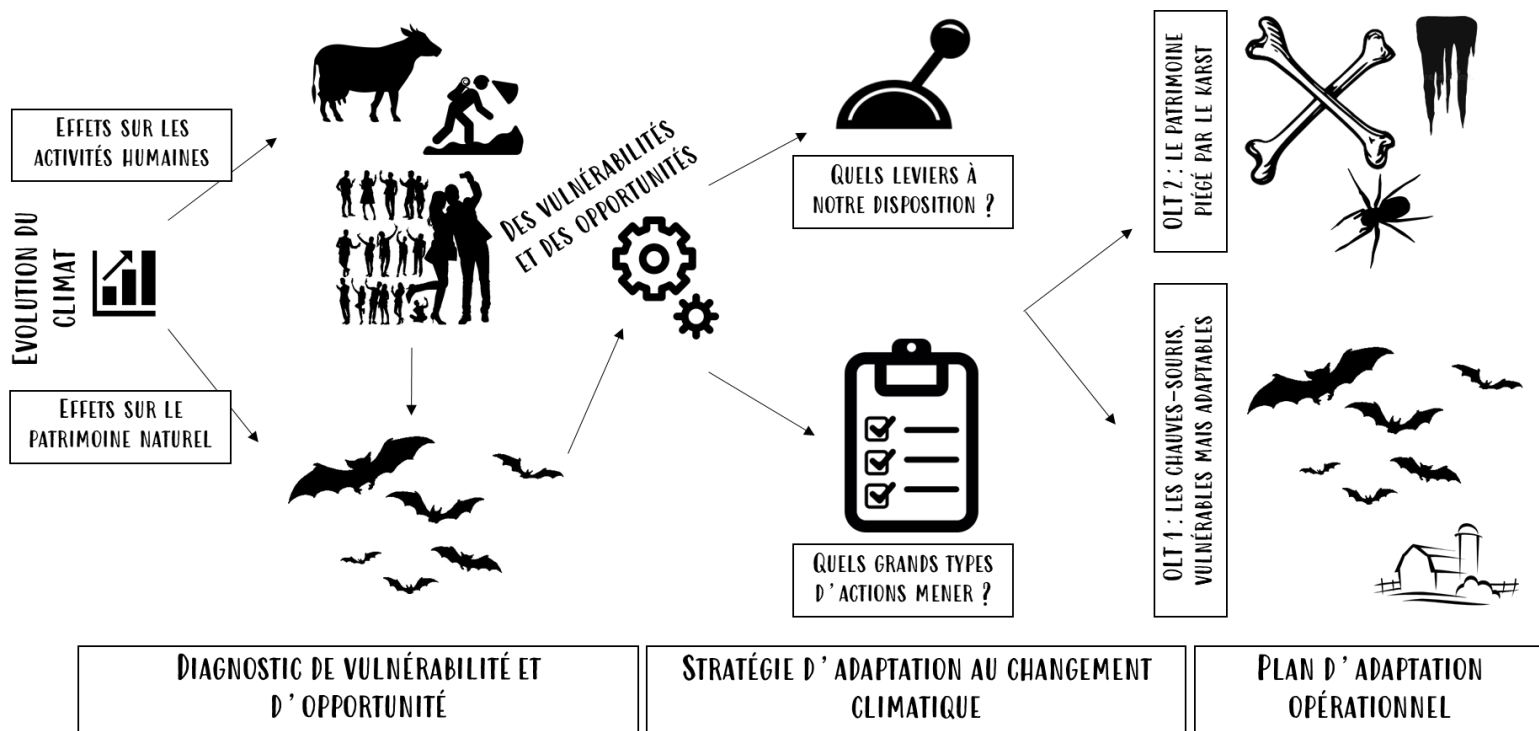 EFFETS SUR LES
ACTIVITÉS HUMAINES
EVOLUTION DU
CLIMAT
EFFETS SUR LE
PATRIMOINE NATUREL
DES VULNÉRABILITÉS
ET DES OPPORTUNITÉS
QUELS LEVIERS À
NOTRE DISPOSITION ?
QUELS GRANDS TYPES
D'ACTIONS MENER ?
OLT 2 : LE PATRIMOINE
PIÉGÉ PAR LE KARST
OLT 1 : LES CHAUVES-SOURIS,
VULNÉRABLES MAIS ADAPTABLES
DIAGNOSTIC DE VULNÉRABILITÉ ET
D'OPPORTUNITÉ
STRATÉGIE D'ADAPTATION AU CHANGEMENT
CLIMATIQUE
PLAN D'ADAPTATION
OPÉRATIONNEL